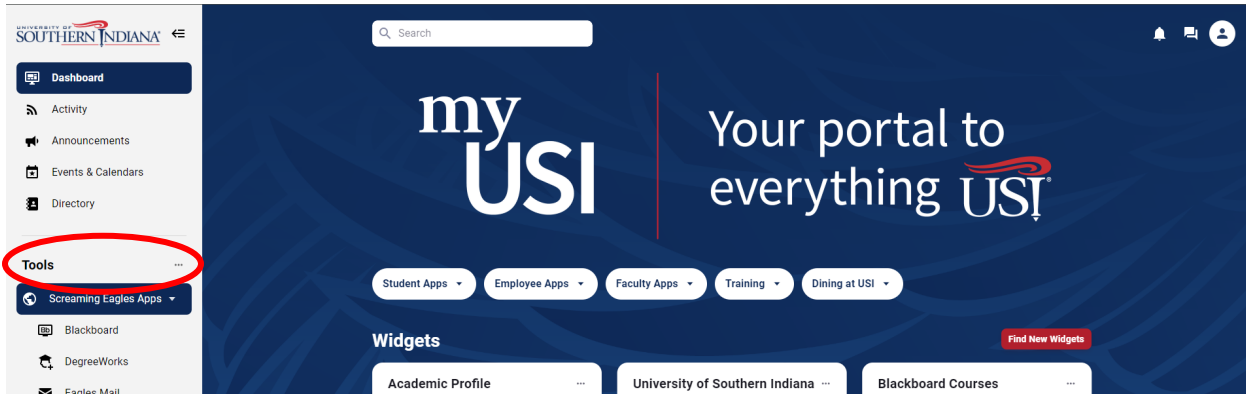 UNIVERSITY OF
SOUTHERN INDIANA
Search
Dashboard
Activity
Announcements
Events & Calendars
Directory
Tools
Screaming Eagles Apps
Blackboard
DegreeWorks
Eagles Mail
my
USI
Your portal to
everything USI
Student Apps
Employee Apps
Faculty Apps
Training
Dining at USI
Widgets
Find New Widgets
Academic Profile
University of Southern Indiana
Blackboard Courses